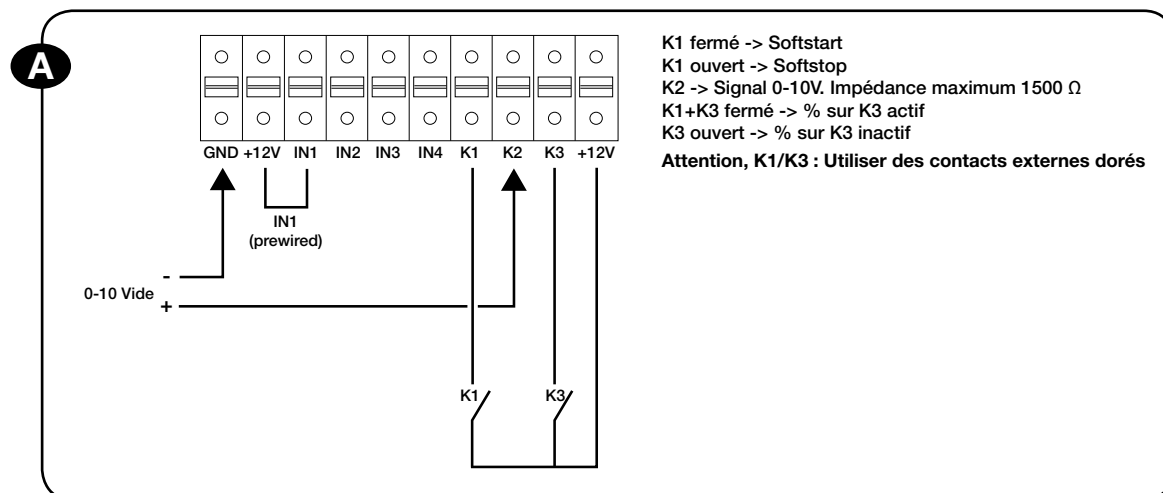 A
K1 fermé -> Softstart
K1 ouvert -> Softstop
K2 -> Signal 0-10V. Impédance maximum 1500 Ω
K1+K3 fermé -> % sur K3 actif
K3 ouvert -> % sur K3 inactif
Attention, K1/K3 : Utiliser des contacts externes dorés
GND +12V IN1 IN2 IN3 IN4 K1 K2 K3 +12V
IN1
(prewired)
-
0-10 Vide
+
K1 K3